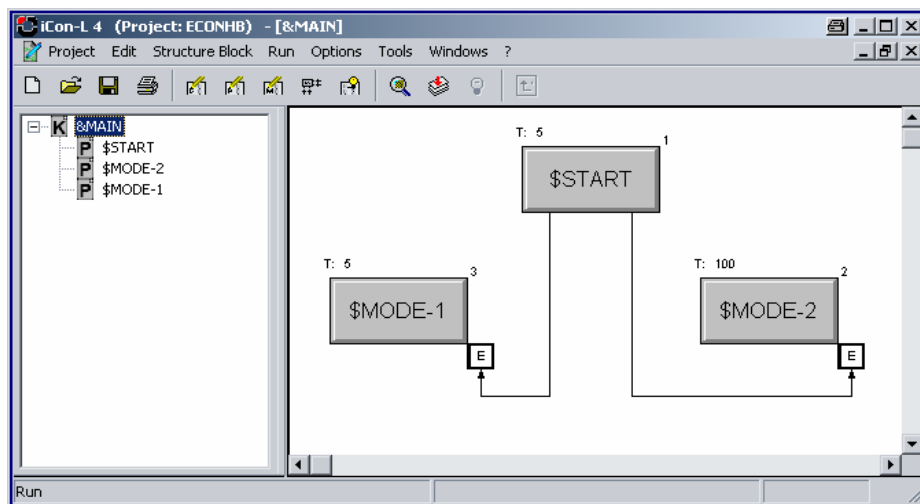 iCon-L 4 (Project: ECONHB) - [&MAIN]
Project Edit Structure Block Run Options Tools Windows ?
K &MAIN
P $START
P $MODE-2
P $MODE-1
T: 5
1
$START
T: 5
3
$MODE-1
E
T: 100
2
$MODE-2
E
Run